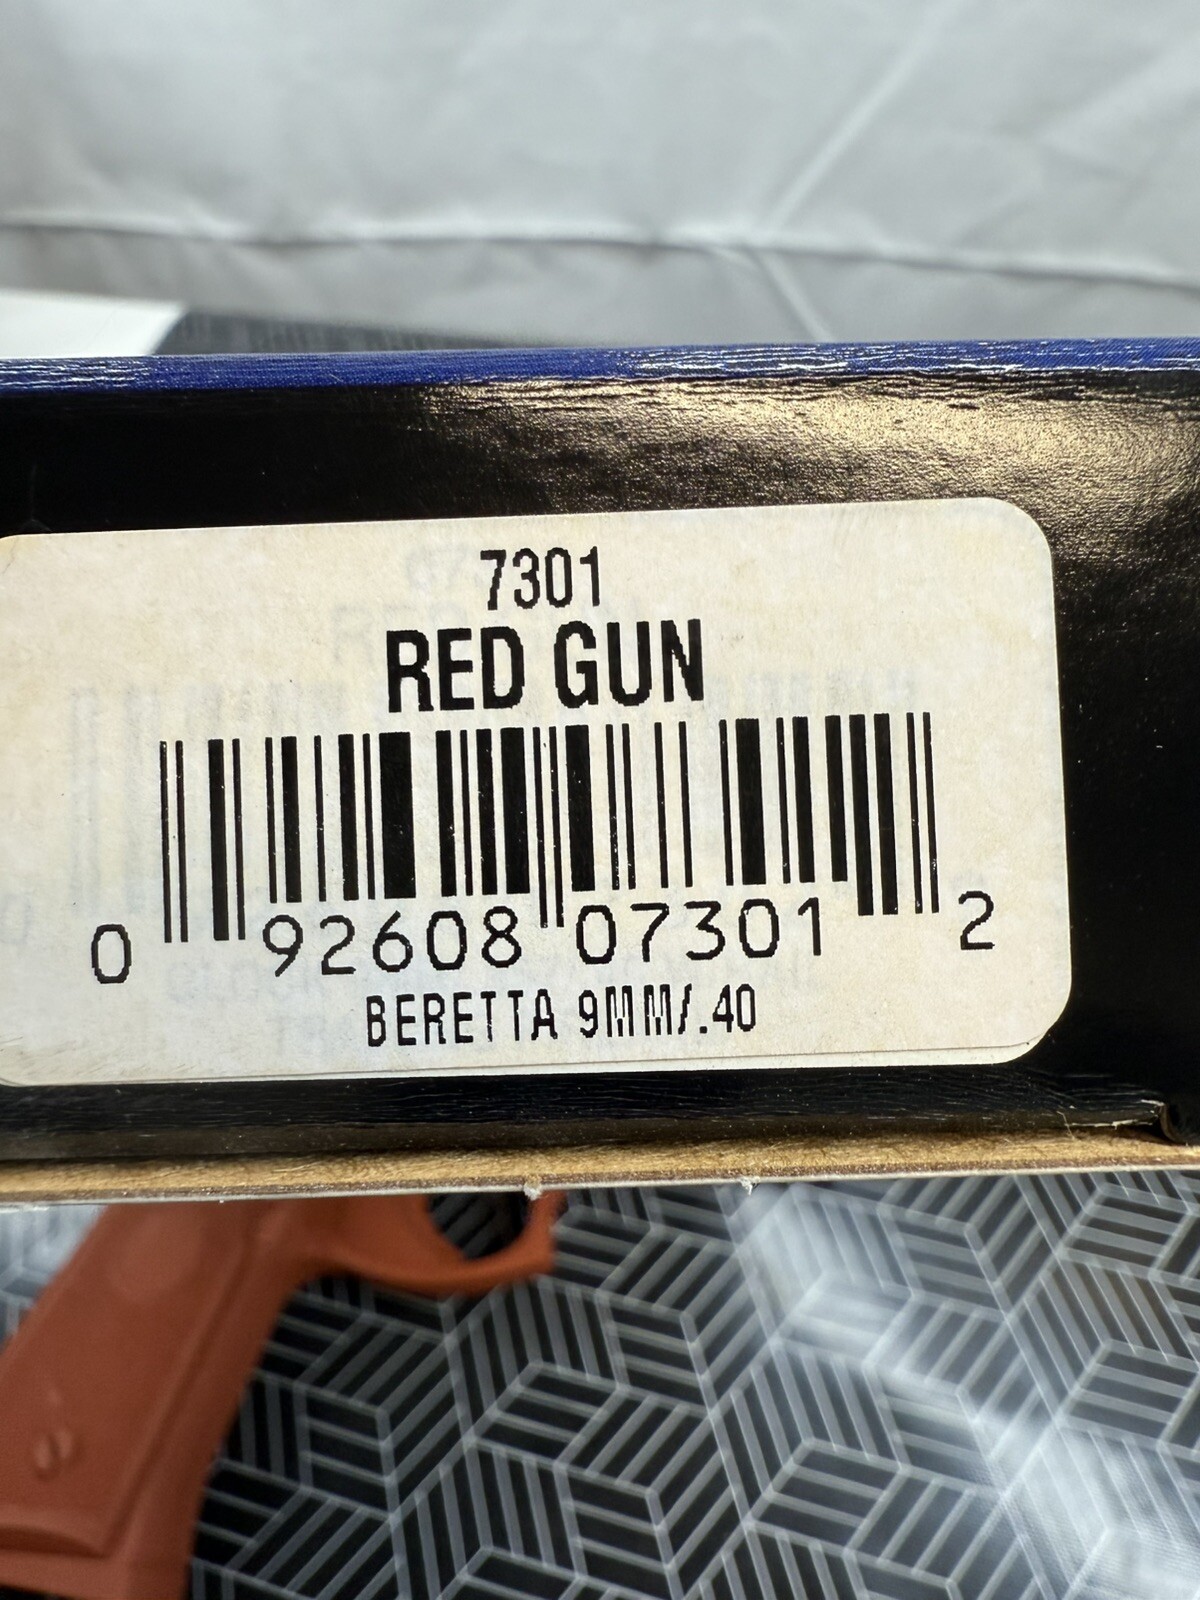 7301
RED GUN
0 92608 07301 2
BERETTA 9MM/.40